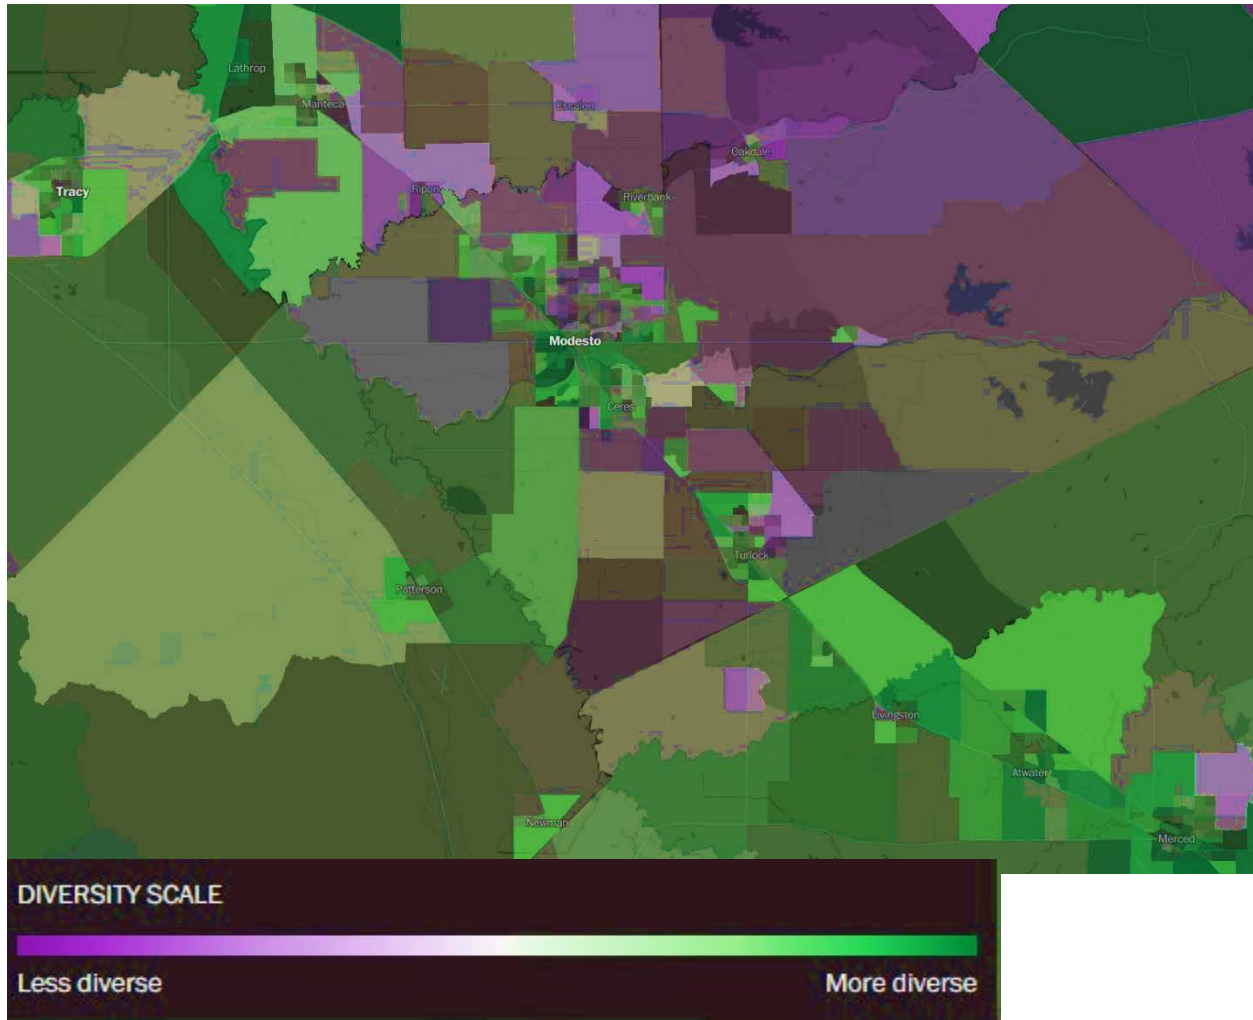 Lathrop
Manteca
Escalon
Oakdale
Tracy
Ripon
Riverbank
Modesto
Ceres
Turlock
Patterson
Livingston
Atwater
Newman
Merced
DIVERSITY SCALE
Less diverse
More diverse